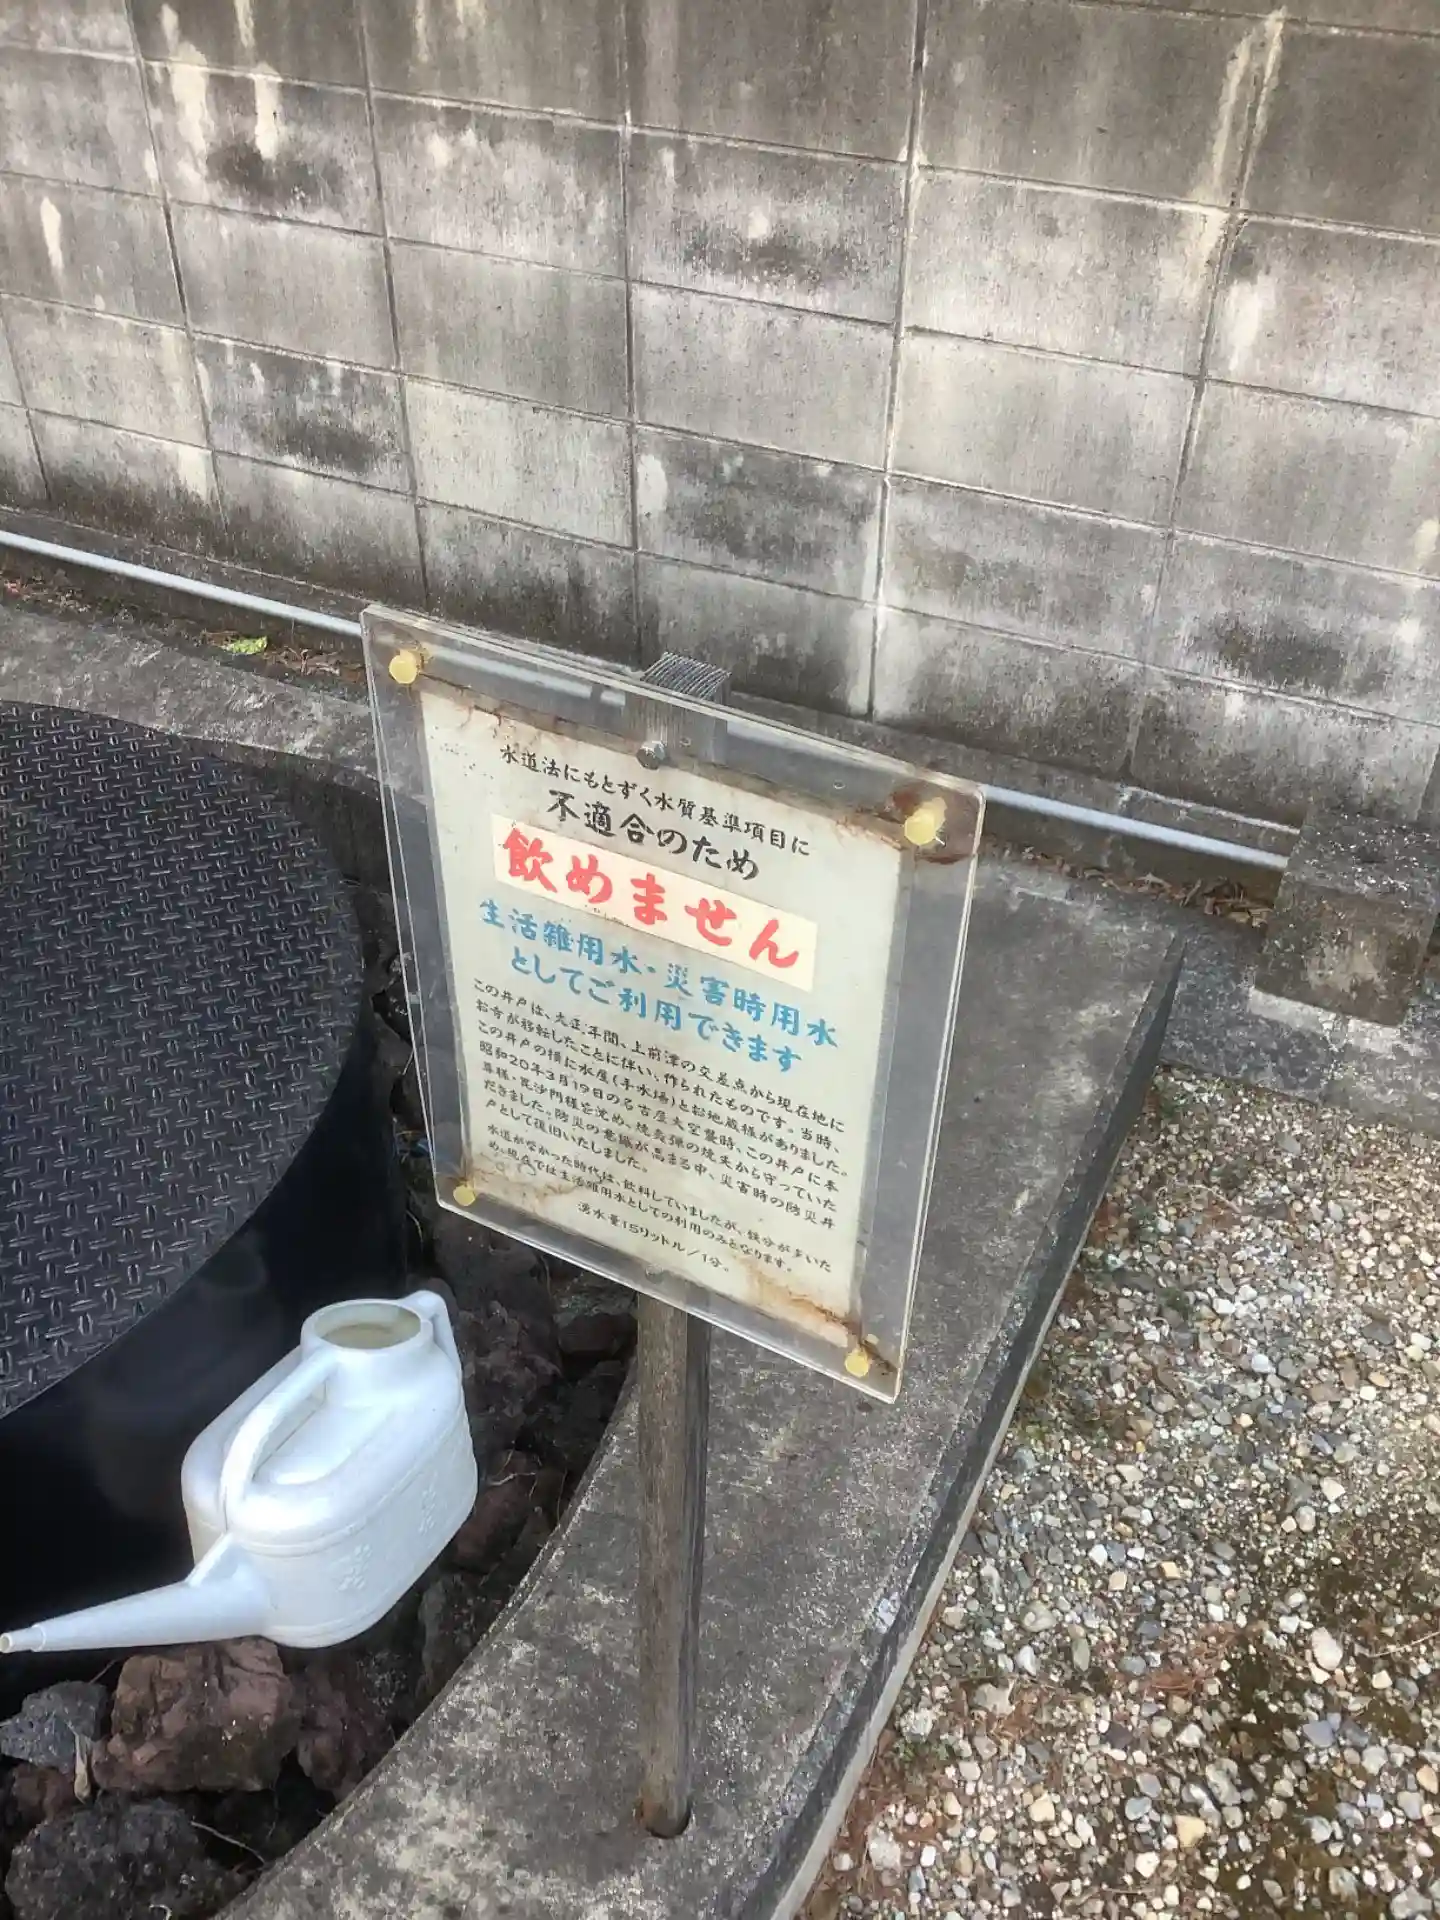 水道法にもとずく水質基準項目に
不適合のため
飲めません
生活雑用水・災害時用水
としてご利用できます
この井戸は、大正年間、上前津の交差点から現在地に
お寺が移転したことに伴い、作られたものです。当時、
この井戸の横に水屋(手水場)とお地蔵様がありました。
昭和20年3月19日の名古屋大空襲時、この井戸に本
尊様・毘沙門様を沈め、焼夷弾の焼失から守っていた
だきました。防災の意識が高まる中、災害時の防災井
戸として復旧いたしました。
水道がなかった時代は、飲料していましたが、鉄分が多いた
め、現在では生活雑用水としての利用のみとなります。
湧水量15リットル/1分。